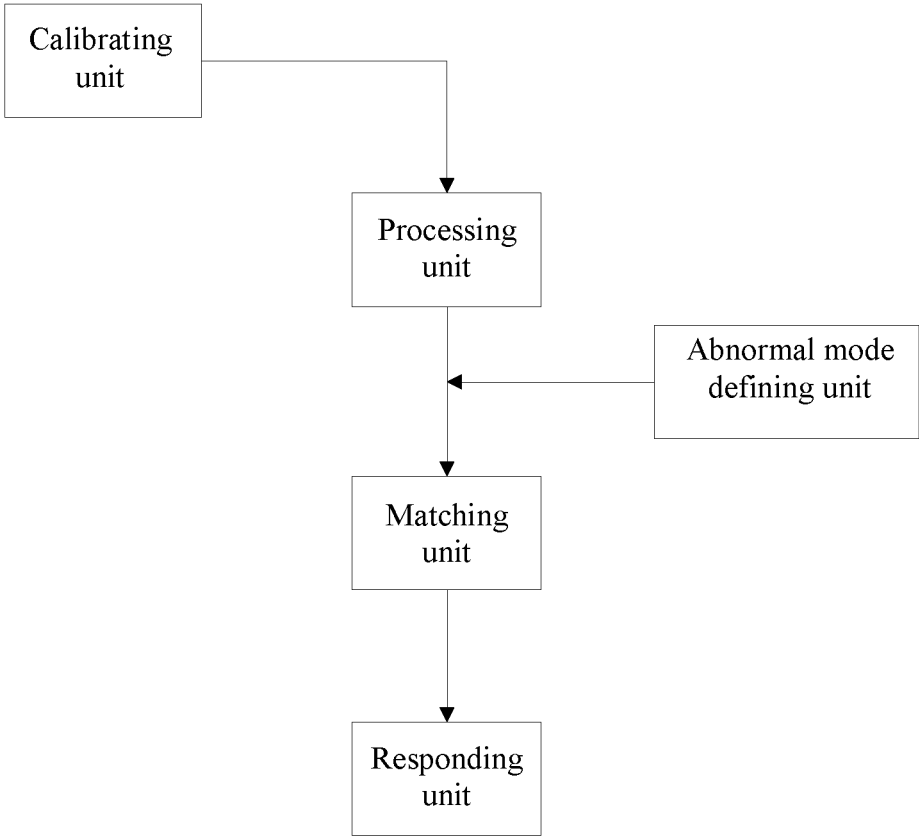 Calibrating
unit
Processing
unit
Abnormal mode
defining unit
Matching
unit
Responding
unit